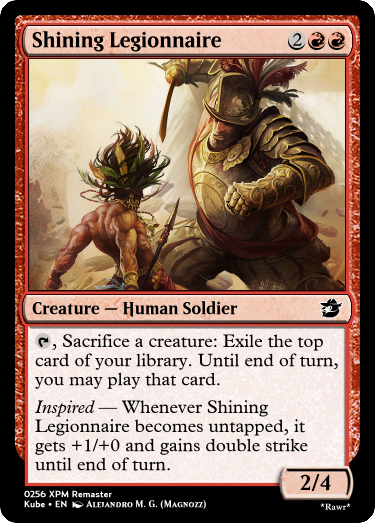 Shining Legionnaire 2
Creature — Human Soldier
, Sacrifice a creature: Exile the top
card of your library. Until end of turn,
you may play that card.
Inspired — Whenever Shining
Legionnaire becomes untapped, it
gets +1/+0 and gains double strike
until end of turn.
2/4
0256 XPM Remaster
Kube • EN Alejandro M. G. (Magnozz)
*Rawr*